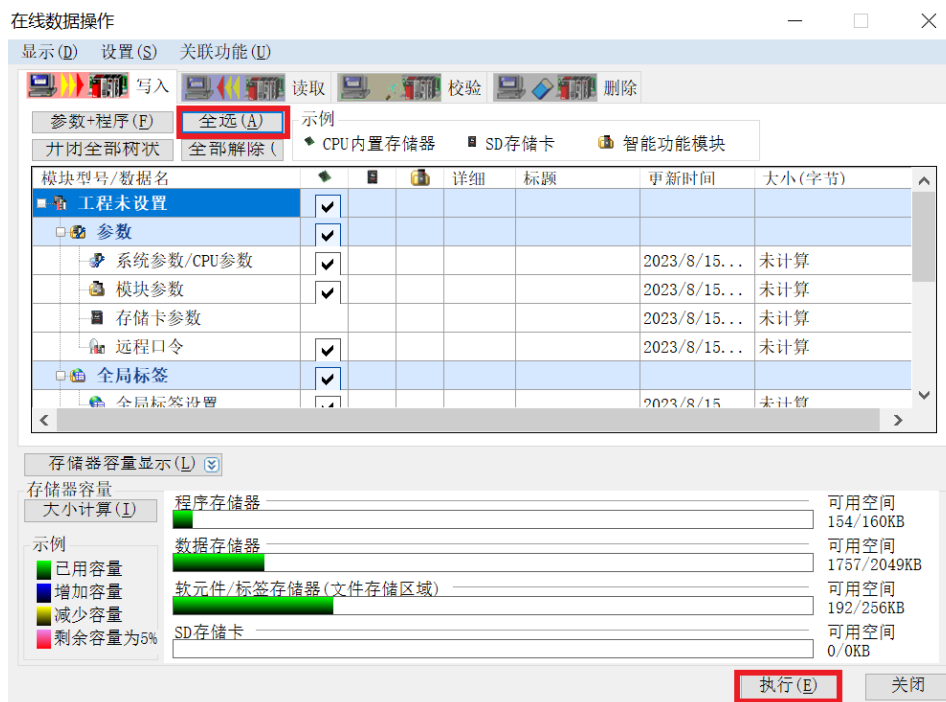 在线数据操作
显示(D) 设置(S) 关联功能(U)
写入 读取 校验 删除
参数+程序(F) 全选(A) 示例
开闭全部树状 全部解除( CPU内置存储器 SD存储卡 智能功能模块
模块型号/数据名 详细 标题 更新时间 大小(字节)
工程未设置
参数
系统参数/CPU参数 2023/8/15... 未计算
模块参数 2023/8/15... 未计算
存储卡参数 2023/8/15... 未计算
远程口令 2023/8/15... 未计算
全局标签
全局标签设置 2023/8/15 未计算
存储器容量显示(L)
存储器容量
大小计算(I) 程序存储器 可用空间
154/160KB
示例 数据存储器 可用空间
已用容量 1757/2049KB
增加容量 软元件/标签存储器(文件存储区域) 可用空间
减少容量 192/256KB
剩余容量为5% SD存储卡 可用空间
0/0KB
执行(E) 关闭